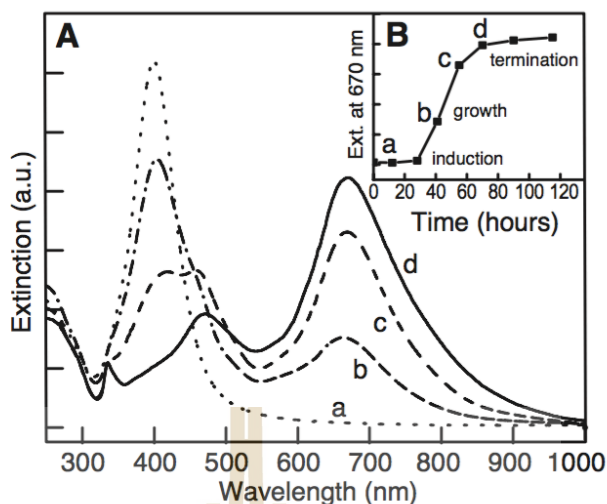 A
Extinction (a.u.)
a
b
c
d
300 400 500 600 700 800 900 1000
Wavelength (nm)
B
Ext. at 670 nm
a
b
c
d
induction
growth
termination
0 20 40 60 80 100 120
Time (hours)